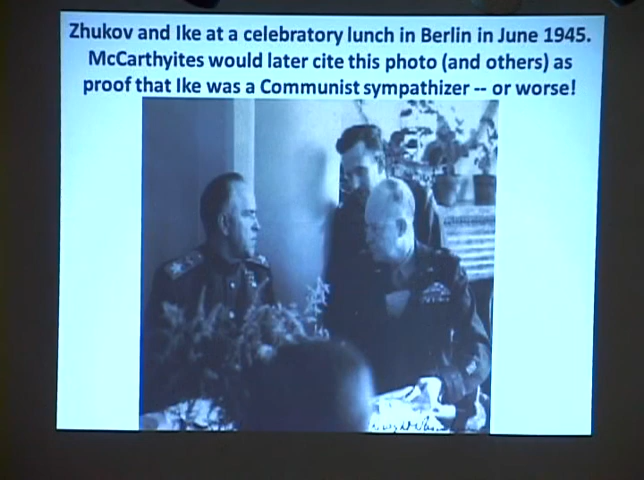 Zhukov and Ike at a celebratory lunch in Berlin in June 1945.
McCarthyites would later cite this photo (and others) as
proof that Ike was a Communist sympathizer -- or worse!